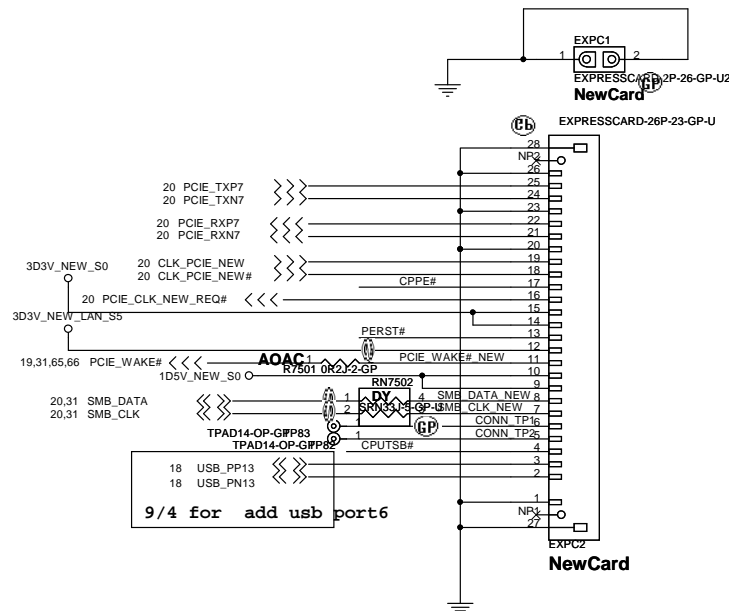 EXPC1
1 2
EXPRESSCARD-2P-26-GP-U2
GP
NewCard
EXPRESSCARD-26P-23-GP-U
28
NP2
26
20 PCIE_TXP7 25
20 PCIE_TXN7 24
23
20 PCIE_RXP7 22
20 PCIE_RXN7 21
20
20 CLK_PCIE_NEW 19
3D3V_NEW_S0
20 CLK_PCIE_NEW# 18
CPPE# 17
20 PCIE_CLK_NEW_REQ# 16
15
3D3V_NEW_LAN_S5
14
PERST# 13
12
19,31,65,66 PCIE_WAKE# AOAC 1 PCIE_WAKE#_NEW 11
R7501 0R2J-2-GP
1D5V_NEW_S0 10
RN7502
9
20,31 SMB_DATA 1 DY 4 SMB_DATA_NEW 8
20,31 SMB_CLK 2 SRN33J-5-GP-U SMB_CLK_NEW 7
GP
CONN_TP1 6
TPAD14-OP-GP TP83 1
CONN_TP2 5
TPAD14-OP-GP TP82 1
CPUTSB# 4
18 USB_PP13 3
18 USB_PN13 2
1
9/4 for add usb port6
NP1
27
EXPC2
NewCard